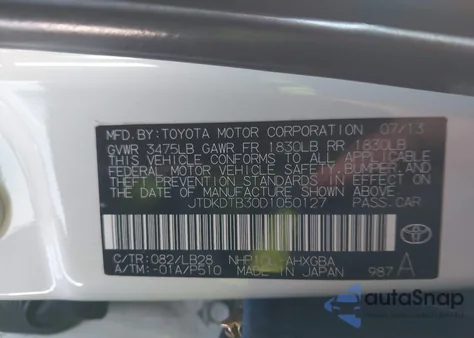 MFD.BY:TOYOTA MOTOR CORPORATION 07/13
GVWR 3475LB GAWR FR 1830LB RR 1830LB
THIS VEHICLE CONFORMS TO ALL APPLICABLE
FEDERAL MOTOR VEHICLE SAFETY, BUMPER AND
THEFT PREVENTION STANDARDS IN EFFECT ON
THE DATE OF MANUFACTURE SHOWN ABOVE.
JTDKDTB30D1050127 PASS.CAR
C/TR:082/LB28 AHXGBA
A/TM:-01A/P510 MADE IN JAPAN 987 A
TOYOTA
autoSnap